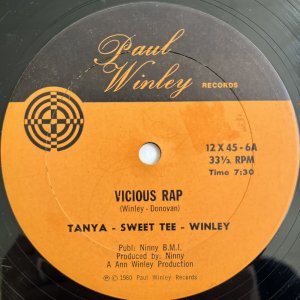 Paul
Winley RECORDS
12 X 45 - 6A
33⅓ RPM
Time 7:30
VICIOUS RAP
(Winley - Donovan)
TANYA - SWEET TEE - WINLEY
Publ: Ninny B.M.I.
Produced by: Ninny
A Ann Winley Production
℗ © 1980 Paul Winley Records